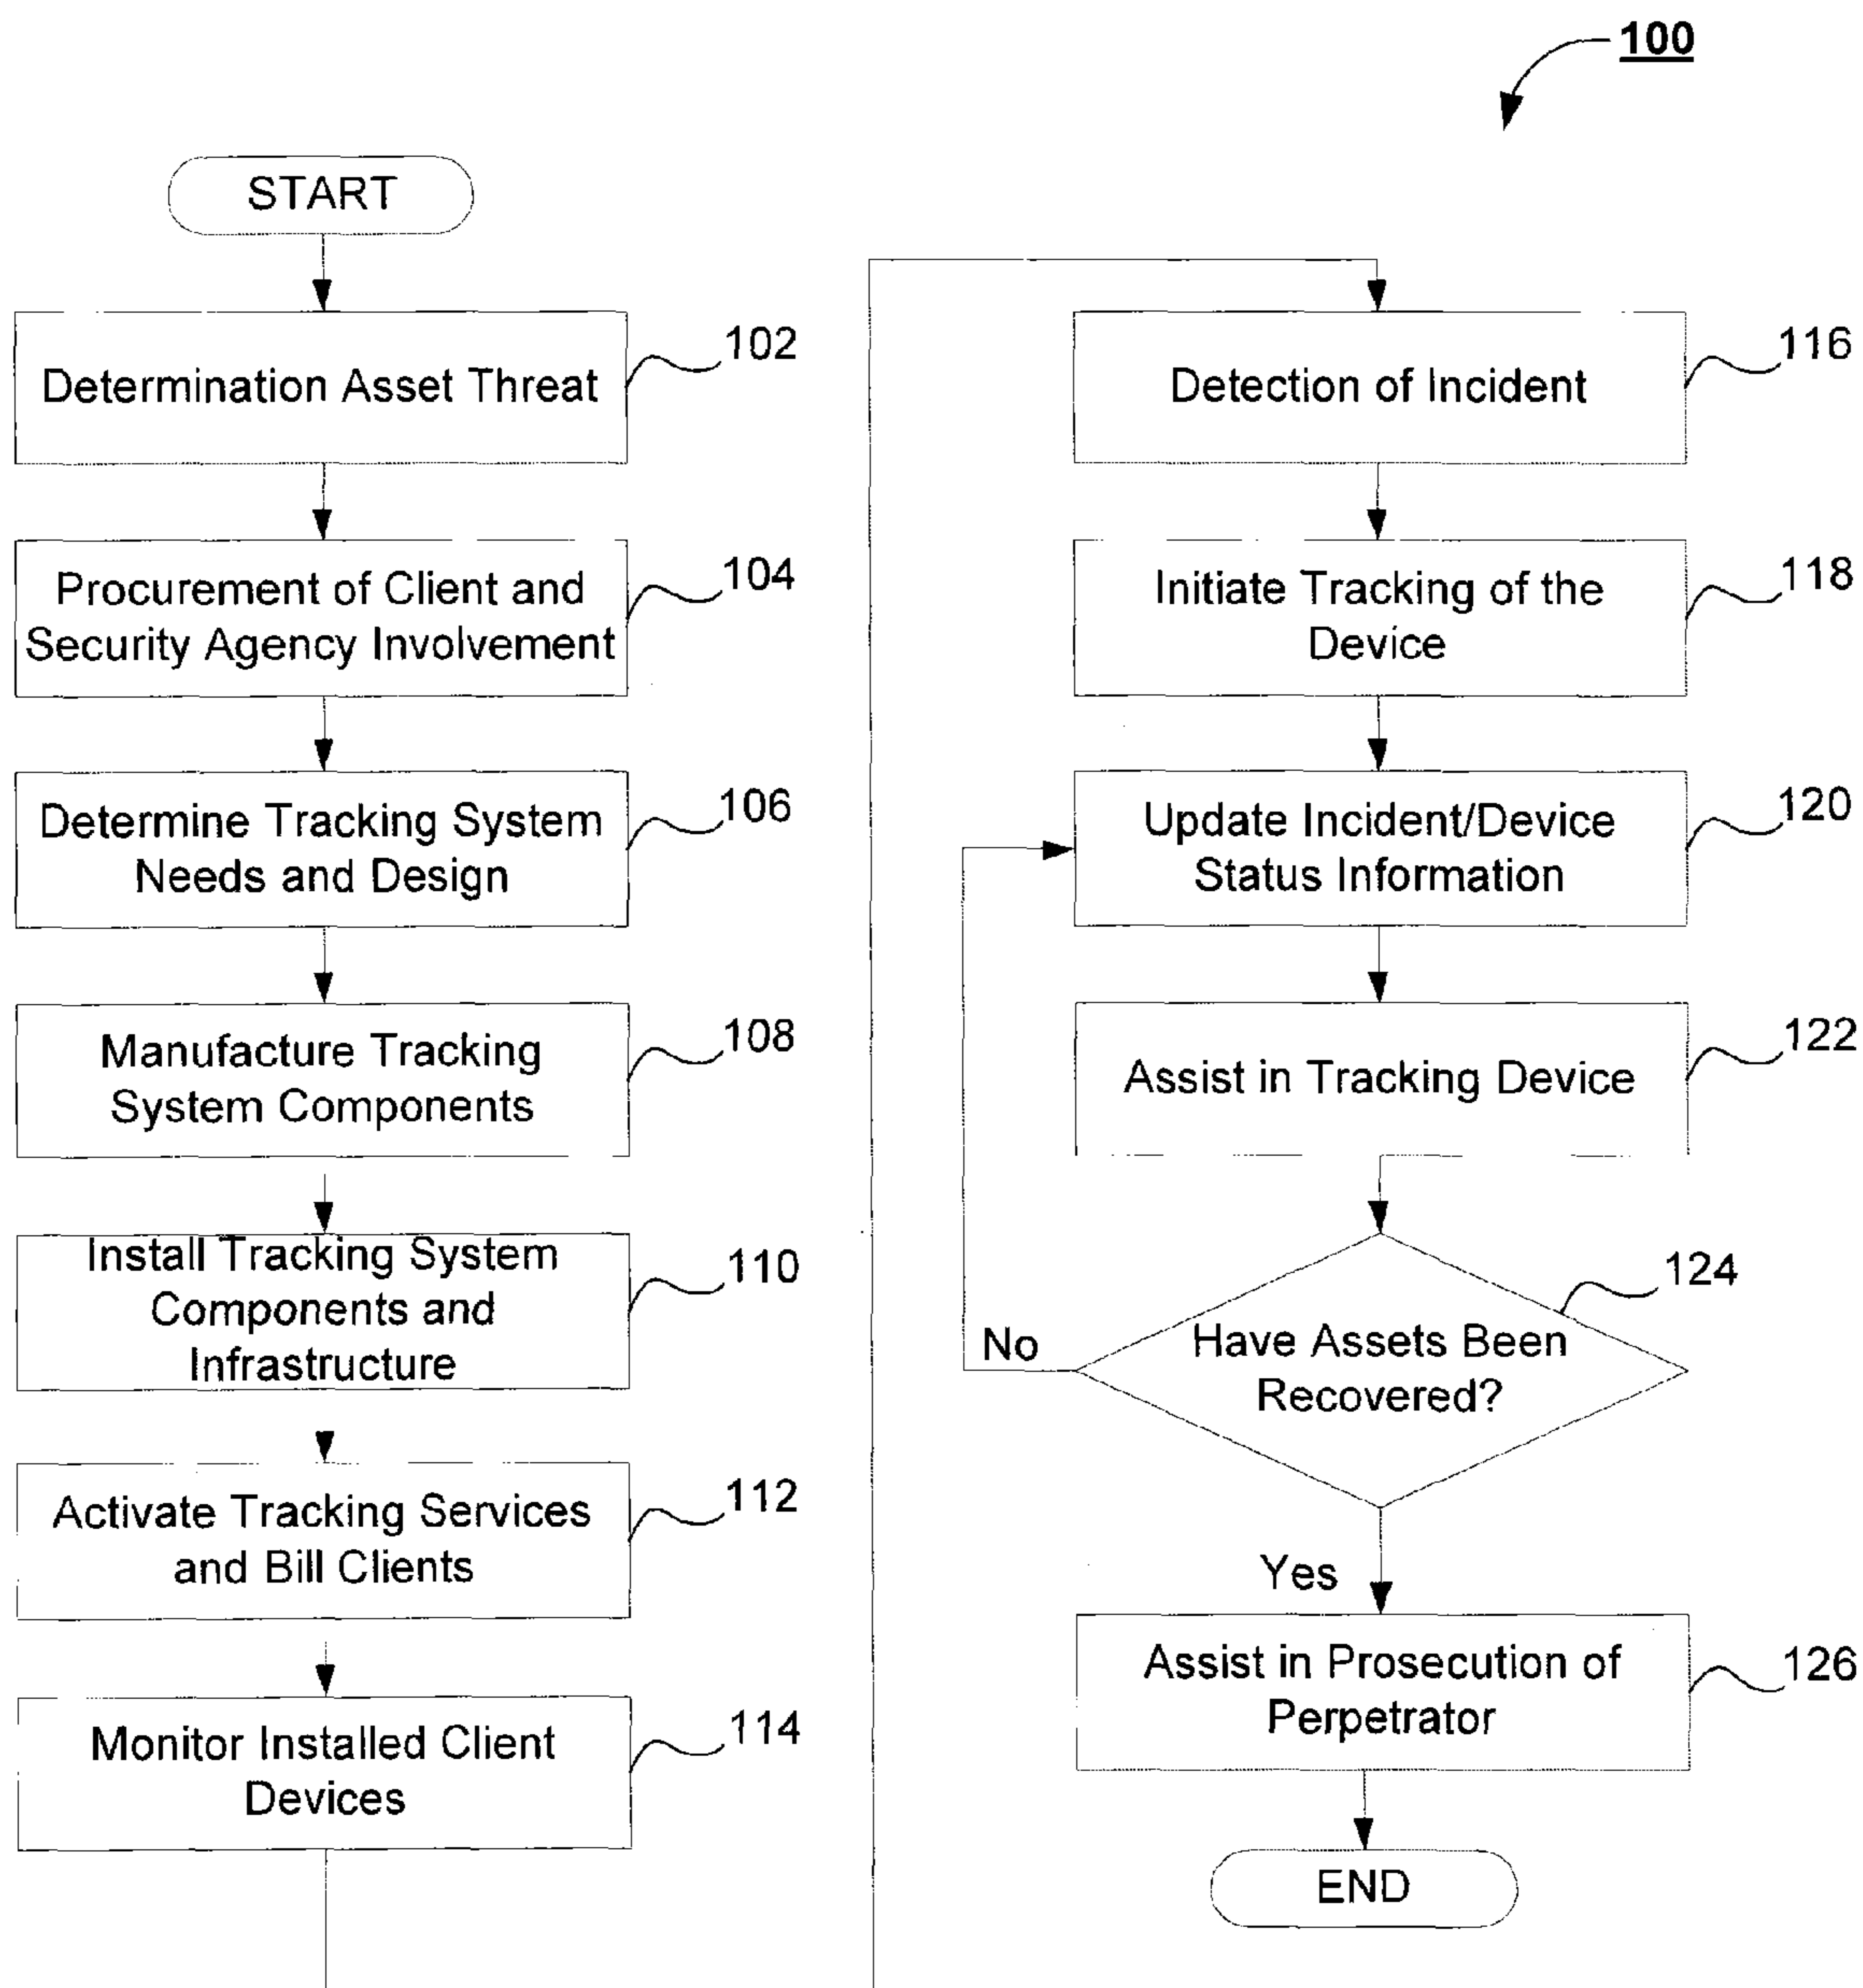 100
START
Determination Asset Threat
102
Procurement of Client and
Security Agency Involvement
104
Determine Tracking System
Needs and Design
106
Manufacture Tracking
System Components
108
Install Tracking System
Components and
Infrastructure
110
Activate Tracking Services
and Bill Clients
112
Monitor Installed Client
Devices
114
Detection of Incident
116
Initiate Tracking of the
Device
118
Update Incident/Device
Status Information
120
Assist in Tracking Device
122
Have Assets Been
Recovered?
124
No
Yes
Assist in Prosecution of
Perpetrator
126
END